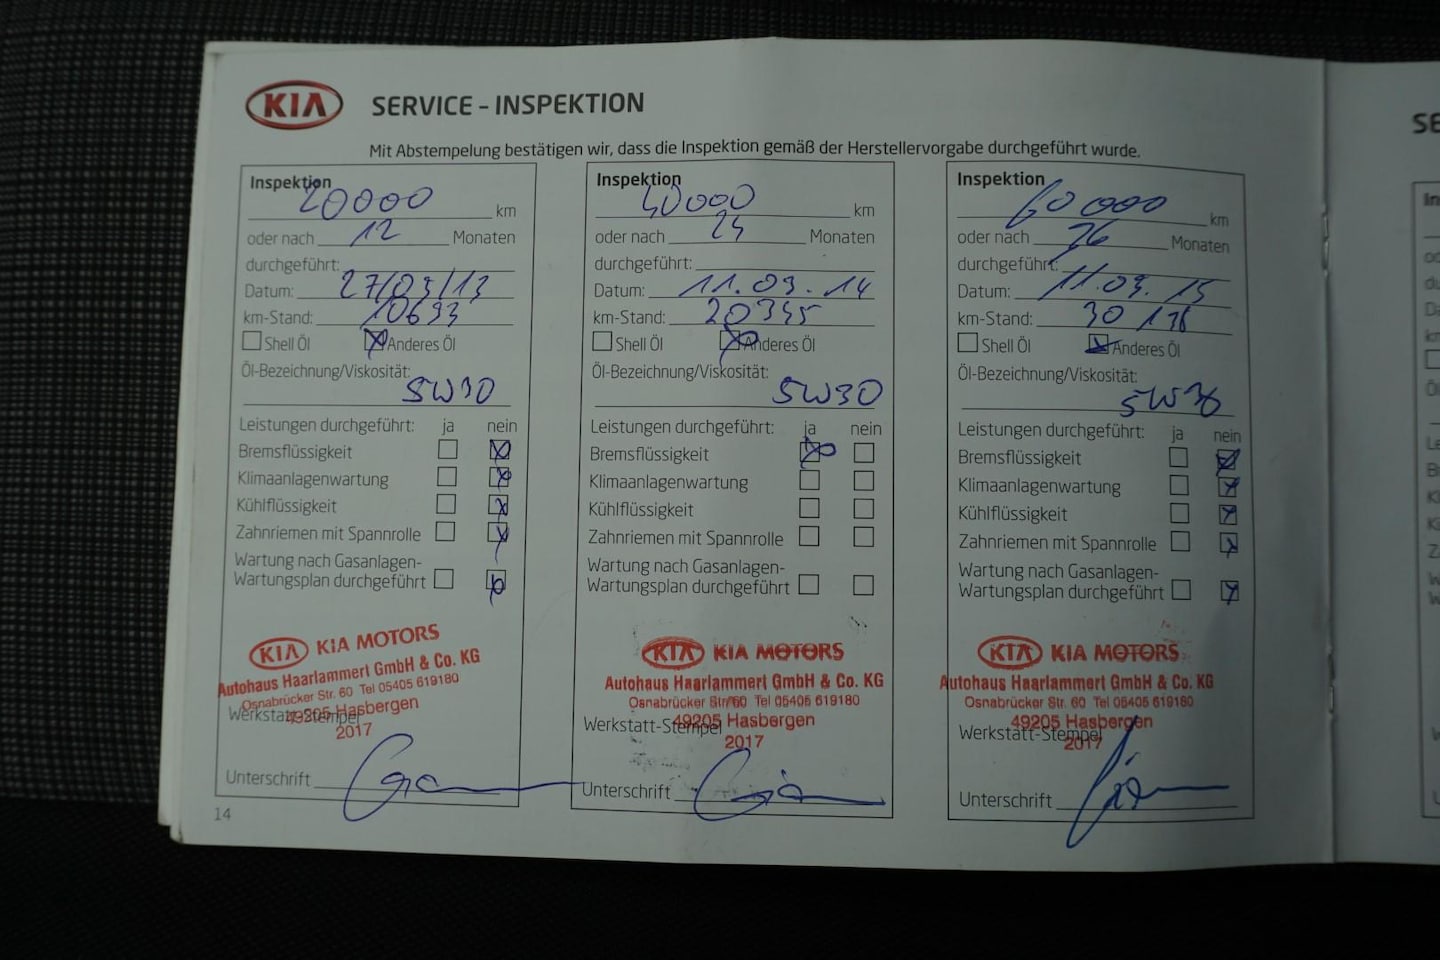 KIA SERVICE - INSPEKTION
Mit Abstempelung bestätigen wir, dass die Inspektion gemäß der Herstellervorgabe durchgeführt wurde.
Inspektion
20000 km
oder nach 12 Monaten
durchgeführt:
Datum: 27/03/13
km-Stand: 10693
Shell Öl Anderes Öl
Öl-Bezeichnung/Viskosität:
5W30
Leistungen durchgeführt: ja nein
Bremsflüssigkeit
Klimaanlagenwartung
Kühlflüssigkeit
Zahnriemen mit Spannrolle
Wartung nach Gasanlagen-
Wartungsplan durchgeführt
KIA KIA MOTORS
Autohaus Haarlammert GmbH & Co. KG
Osnabrücker Str. 60 Tel 05405 619180
49205 Hasbergen
Werkstatt-Stempel
2017
Unterschrift
14
Inspektion
40000 km
oder nach 24 Monaten
durchgeführt:
Datum: 11.03.14
km-Stand: 20345
Shell Öl Anderes Öl
Öl-Bezeichnung/Viskosität:
5W30
Leistungen durchgeführt: ja nein
Bremsflüssigkeit
Klimaanlagenwartung
Kühlflüssigkeit
Zahnriemen mit Spannrolle
Wartung nach Gasanlagen-
Wartungsplan durchgeführt
KIA KIA MOTORS
Autohaus Haarlammert GmbH & Co. KG
Osnabrücker Str. 60 Tel 05405 619180
49205 Hasbergen
Werkstatt-Stempel
2017
Unterschrift
Inspektion
60000 km
oder nach 36 Monaten
durchgeführt:
Datum: 11.03.15
km-Stand: 30138
Shell Öl Anderes Öl
Öl-Bezeichnung/Viskosität:
5W30
Leistungen durchgeführt: ja nein
Bremsflüssigkeit
Klimaanlagenwartung
Kühlflüssigkeit
Zahnriemen mit Spannrolle
Wartung nach Gasanlagen-
Wartungsplan durchgeführt
KIA KIA MOTORS
Autohaus Haarlammert GmbH & Co. KG
Osnabrücker Str. 60 Tel 05405 619180
49205 Hasbergen
Werkstatt-Stempel
2017
Unterschrift
SE